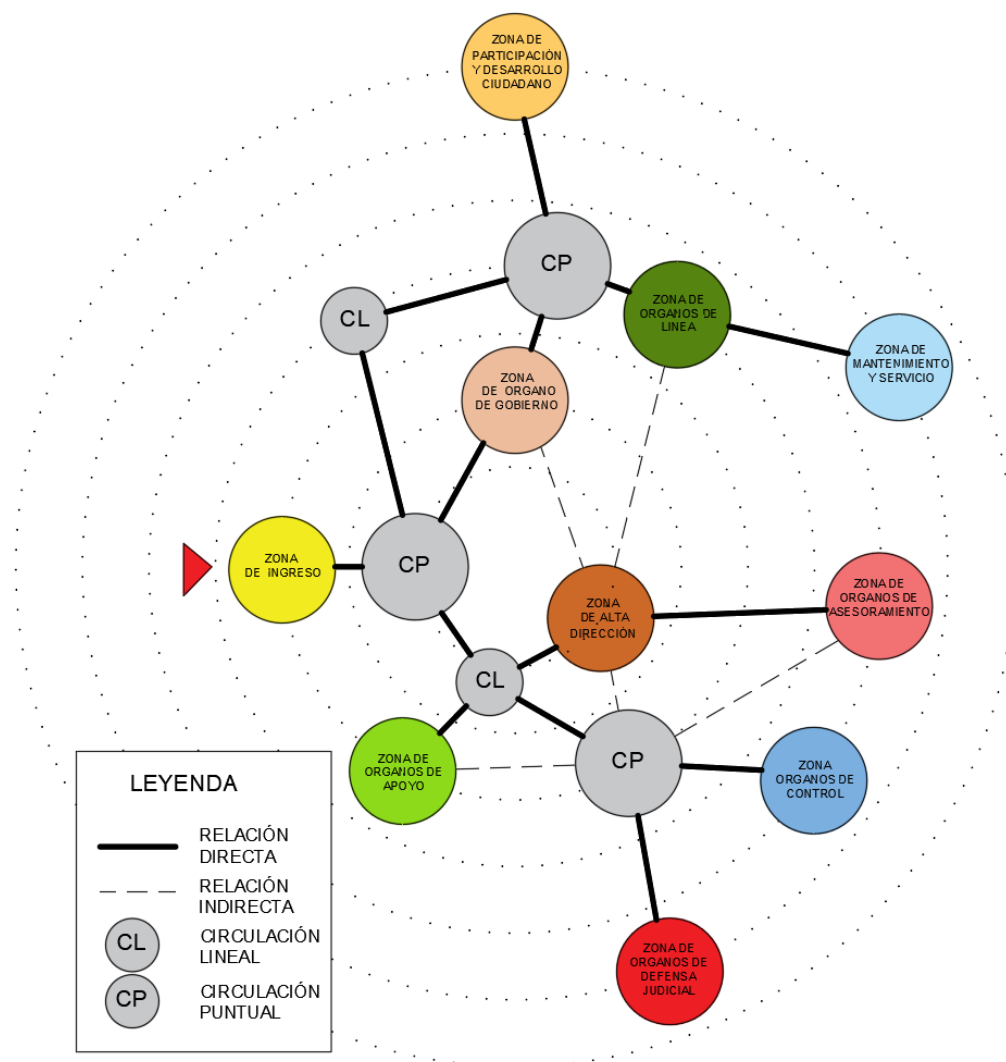 ZONA DE
PARTICIPACIÓN
Y DESARROLLO
CIUDADANO
CP
ZONA DE
ORGANOS DE
LINEA
CL
ZONA DE
MANTENIMIENTO
Y SERVICIO
ZONA
DE ORGANO
DE GOBIERNO
ZONA
DE INGRESO
CP
ZONA
DE ALTA
DIRECCIÓN
ZONA DE
ORGANOS DE
ASESORAMIENTO
CL
ZONA DE
ORGANOS DE
APOYO
CP
ZONA
ORGANOS DE
CONTROL
ZONA DE
ORGANOS DE
DEFENSA
JUDICIAL
LEYENDA
RELACIÓN
DIRECTA
RELACIÓN
INDIRECTA
CL
CIRCULACIÓN
LINEAL
CP
CIRCULACIÓN
PUNTUAL